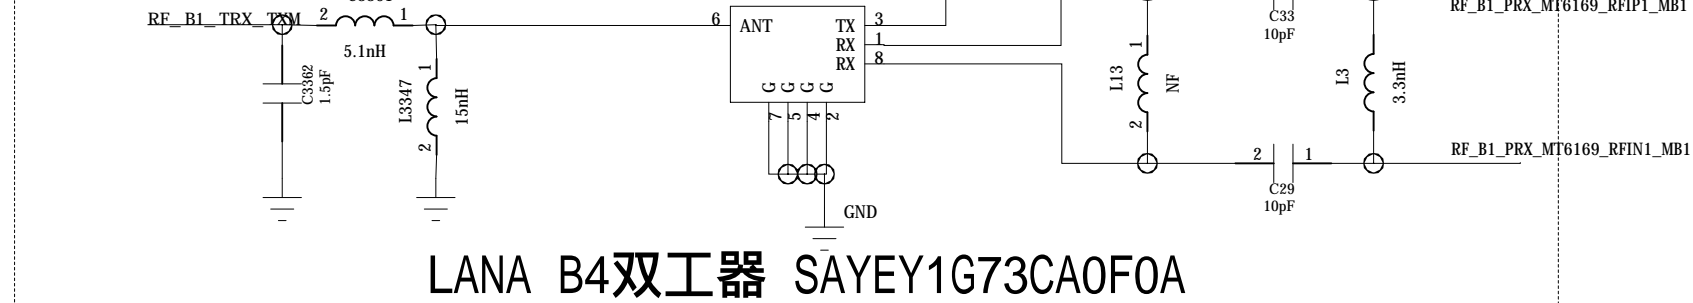 RF_B1_TRX_TXM
2
1
5.1nH
C3362
1.5pF
L3347
1
2
15nH
6
ANT
TX
3
RX
1
RX
8
G G G G
7 5 4 2
GND
C33
10pF
RF_B1_PRX_MT6169_RFIP1_MB1
L13
1
2
NF
L3
3.3nH
2
1
C29
10pF
RF_B1_PRX_MT6169_RFIN1_MB1
LANA B4双工器 SAYEY1G73CA0F0A